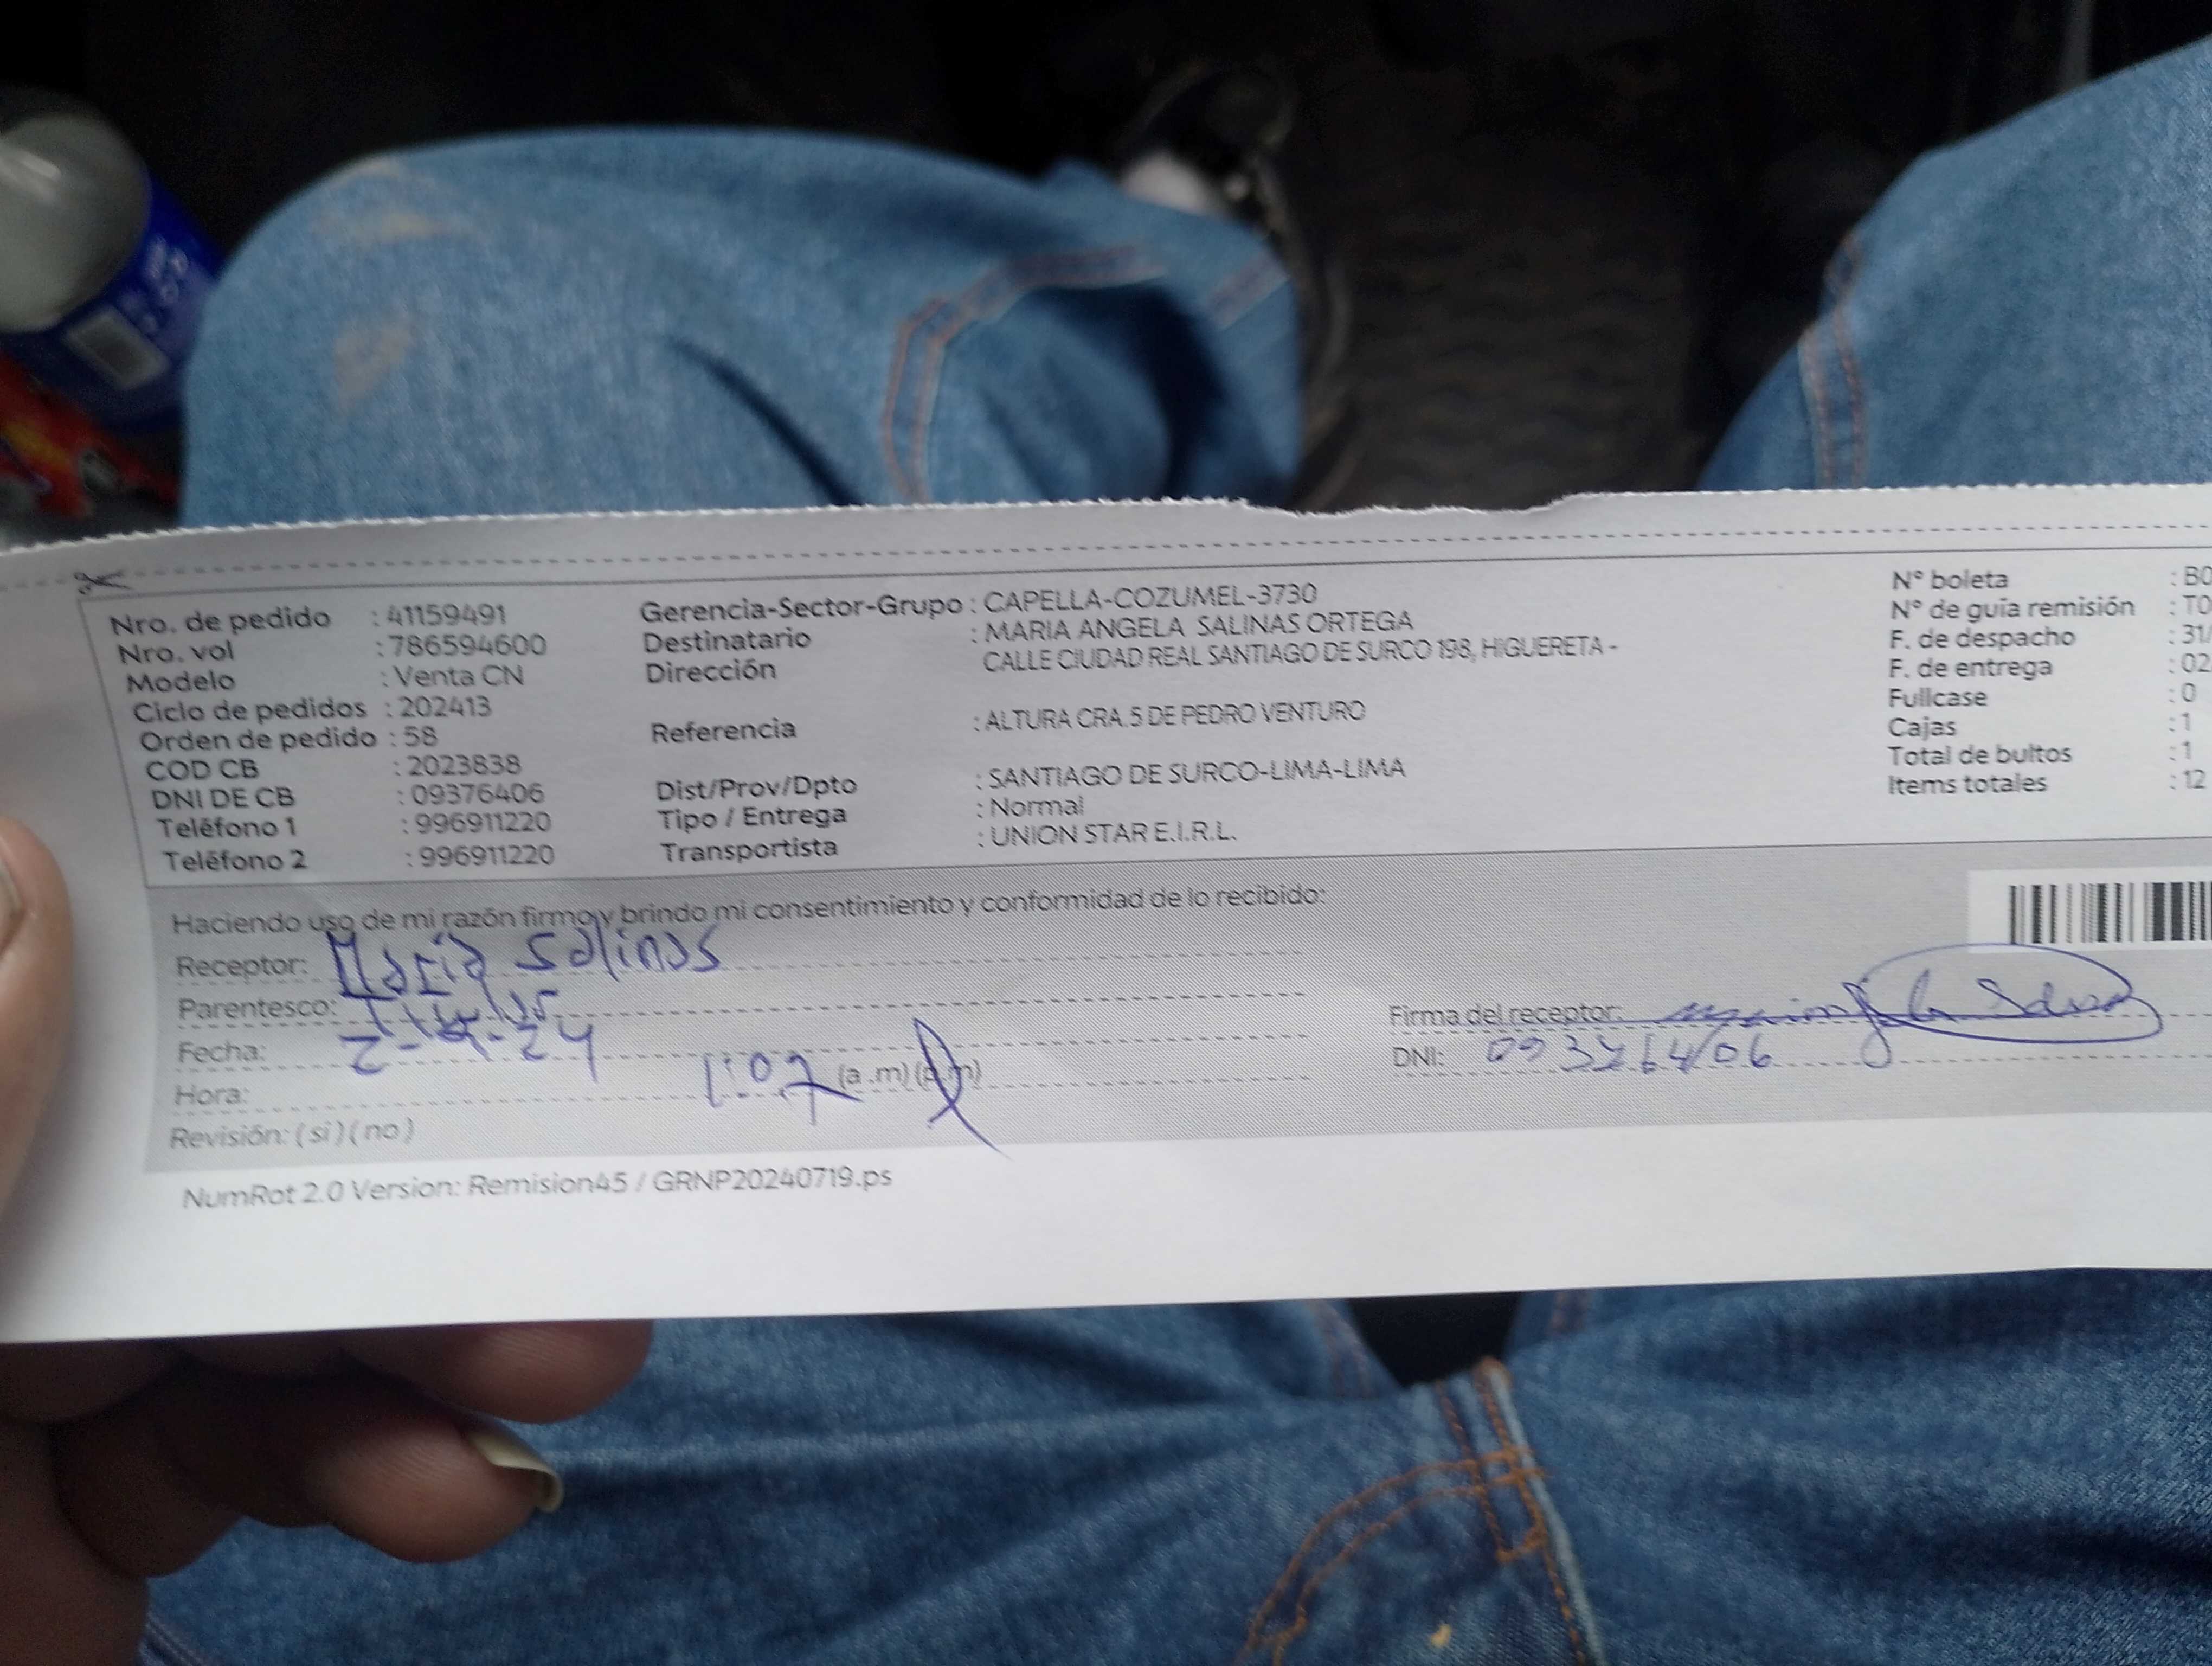 Nro. de pedido : 41159491
Nro. vol : 786594600
Modelo : Venta CN
Ciclo de pedidos : 202413
Orden de pedido : 58
COD CB : 2023838
DNI DE CB : 09376406
Teléfono 1 : 996911220
Teléfono 2 : 996911220
Gerencia-Sector-Grupo : CAPELLA-COZUMEL-3730
Destinatario : MARIA ANGELA SALINAS ORTEGA
Dirección CALLE CIUDAD REAL SANTIAGO DE SURCO 198, HIGUERETA -
Referencia : ALTURA CRA.5 DE PEDRO VENTURO
Dist/Prov/Dpto : SANTIAGO DE SURCO-LIMA-LIMA
Tipo / Entrega : Normal
Transportista : UNION STAR E.I.R.L.
N° boleta : B0
N° de guía remisión : T0
F. de despacho : 31/
F. de entrega : 02
Fullcase : 0
Cajas : 1
Total de bultos : 1
Items totales : 12
Haciendo uso de mi razón firmo y brindo mi consentimiento y conformidad de lo recibido:
Receptor: María Salinas
Parentesco:
Fecha:
Hora: 1:07 (a.m) (p.m)
Revisión: ( si ) ( no )
Firma del receptor:
DNI: 09376406
NumRot 2.0 Version: Remision45 / GRNP20240719.ps